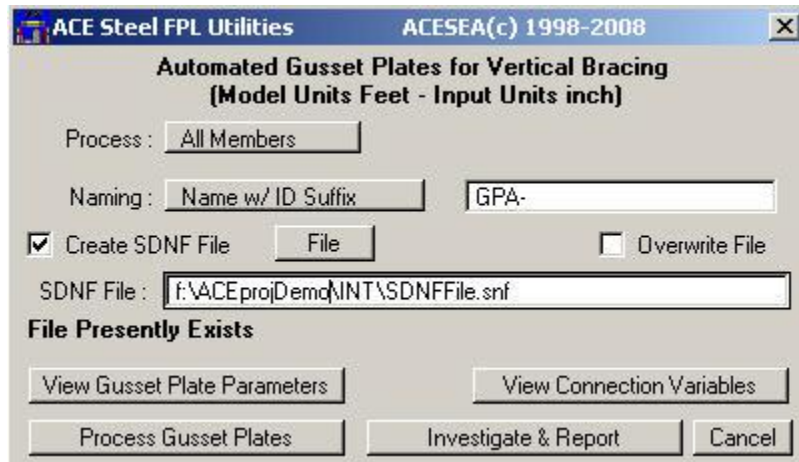 ACE Steel FPL Utilities ACESEA(c) 1998-2008
Automated Gusset Plates for Vertical Bracing
(Model Units Feet - Input Units inch)
Process : All Members
Naming : Name w/ ID Suffix GPA-
Create SDNF File File Overwrite File
SDNF File : f:\ACEprojDemo\INT\SDNFFile.snf
File Presently Exists
View Gusset Plate Parameters View Connection Variables
Process Gusset Plates Investigate & Report Cancel